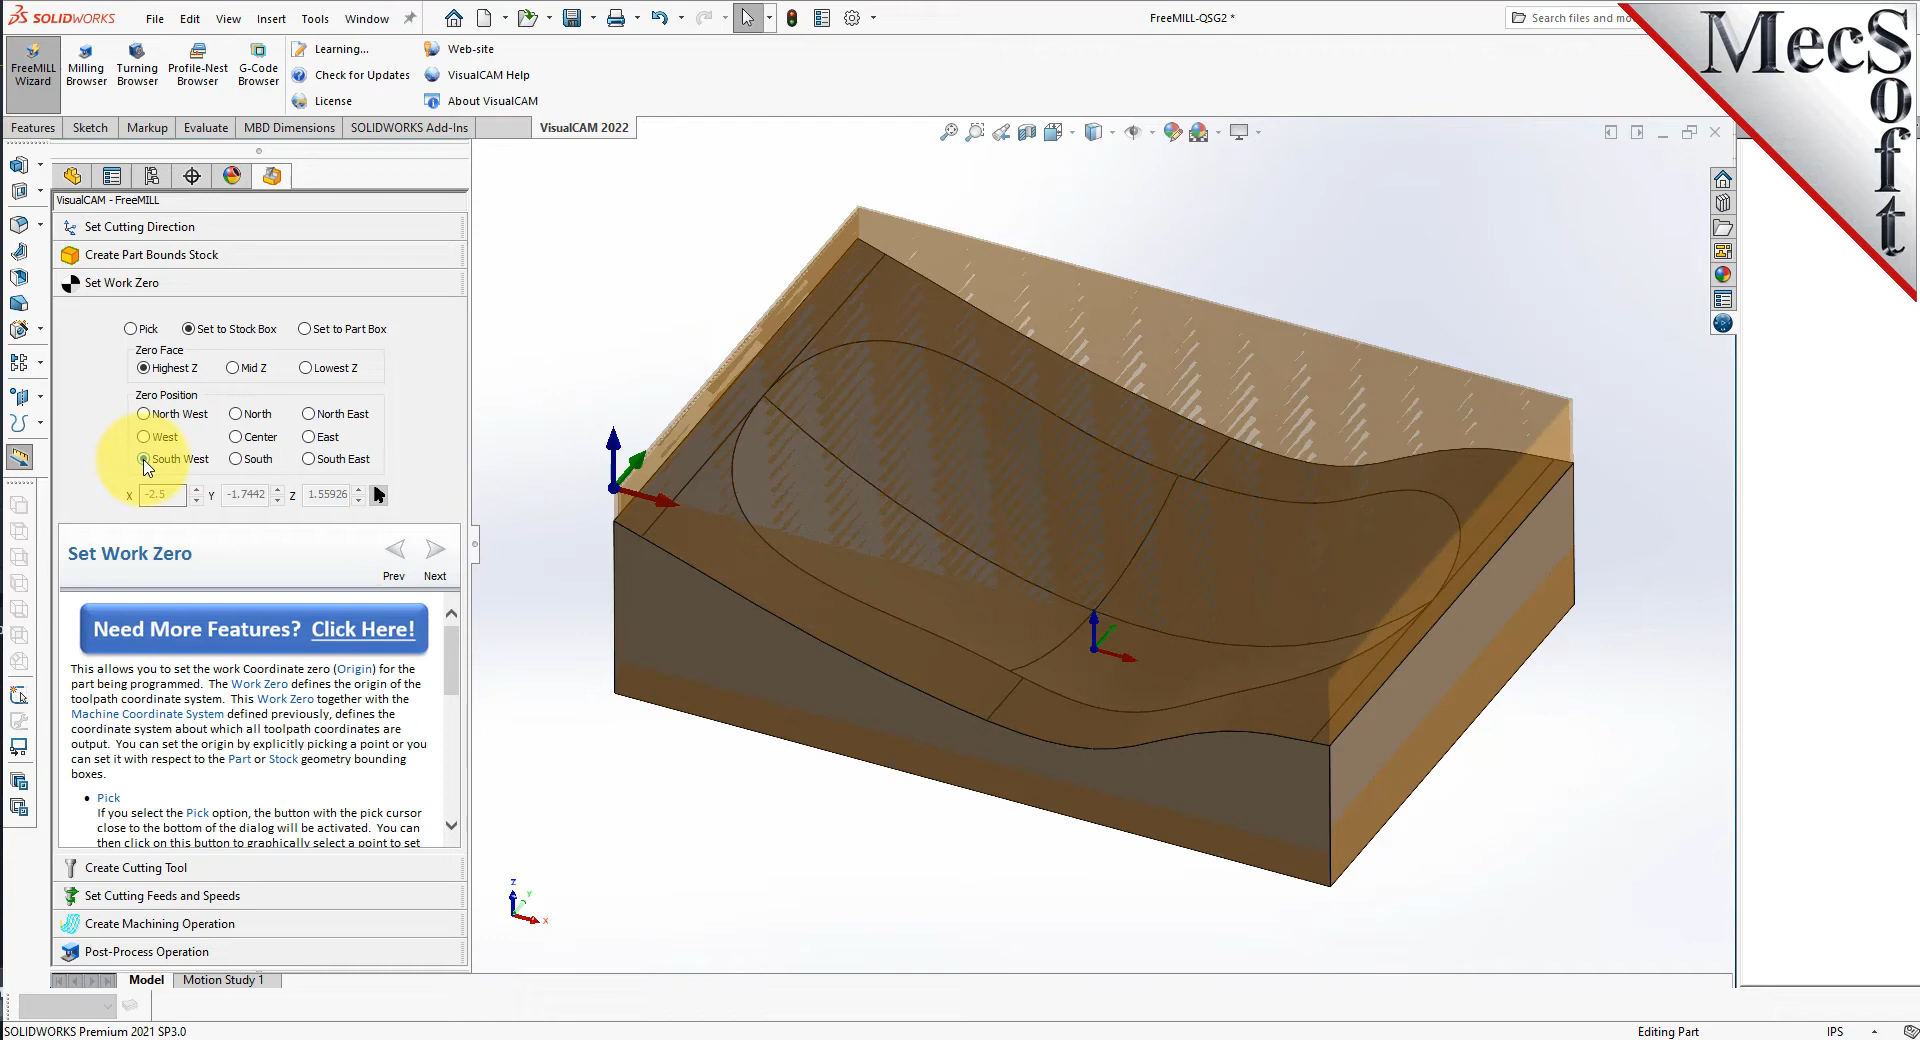 SOLIDWORKS File Edit View Insert Tools Window
FreeMILL-QSG2 *
Search files and mo
MecSoft
FreeMILL Wizard
Milling Browser
Turning Browser
Profile-Nest Browser
G-Code Browser
Learning...
Check for Updates
License
Web-site
VisualCAM Help
About VisualCAM
Features Sketch Markup Evaluate MBD Dimensions SOLIDWORKS Add-Ins VisualCAM 2022
VisualCAM - FreeMILL
Set Cutting Direction
Create Part Bounds Stock
Set Work Zero
Pick Set to Stock Box Set to Part Box
Zero Face
Highest Z Mid Z Lowest Z
Zero Position
North West North North East
West Center East
South West South South East
X -2.5 Y -1.7442 Z 1.55926
Set Work Zero
Prev Next
Need More Features? Click Here!
This allows you to set the work Coordinate zero (Origin) for the
part being programmed. The Work Zero defines the origin of the
toolpath coordinate system. This Work Zero together with the
Machine Coordinate System defined previously, defines the
coordinate system about which all toolpath coordinates are
output. You can set the origin by explicitly picking a point or you
can set it with respect to the Part or Stock geometry bounding
boxes.
• Pick
If you select the Pick option, the button with the pick cursor
close to the bottom of the dialog will be activated. You can
then click on this button to graphically select a point to set
Create Cutting Tool
Set Cutting Feeds and Speeds
Create Machining Operation
Post-Process Operation
Z
Y
X
Model Motion Study 1
SOLIDWORKS Premium 2021 SP3.0
Editing Part
IPS